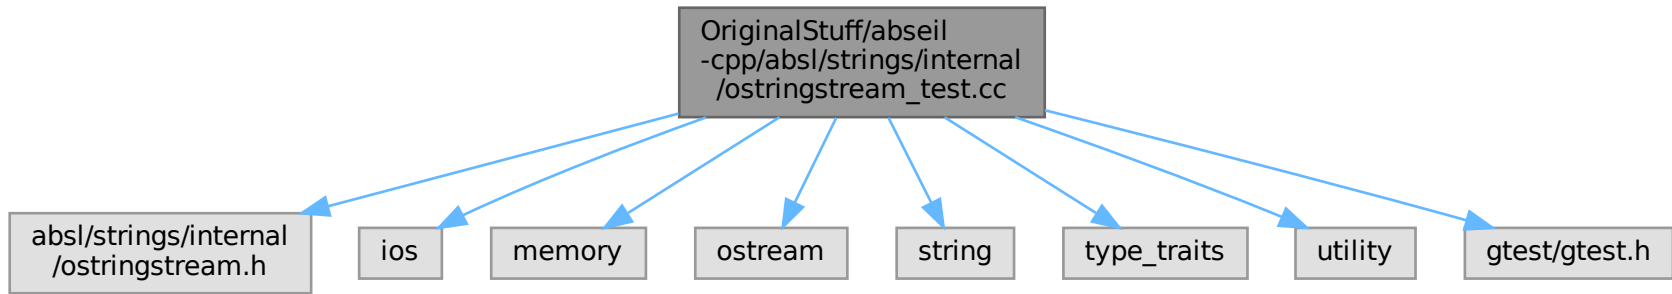 OriginalStuff/abseil
-cpp/absl/strings/internal
/ostringstream_test.cc
absl/strings/internal
/ostringstream.h
ios
memory
ostream
string
type_traits
utility
gtest/gtest.h